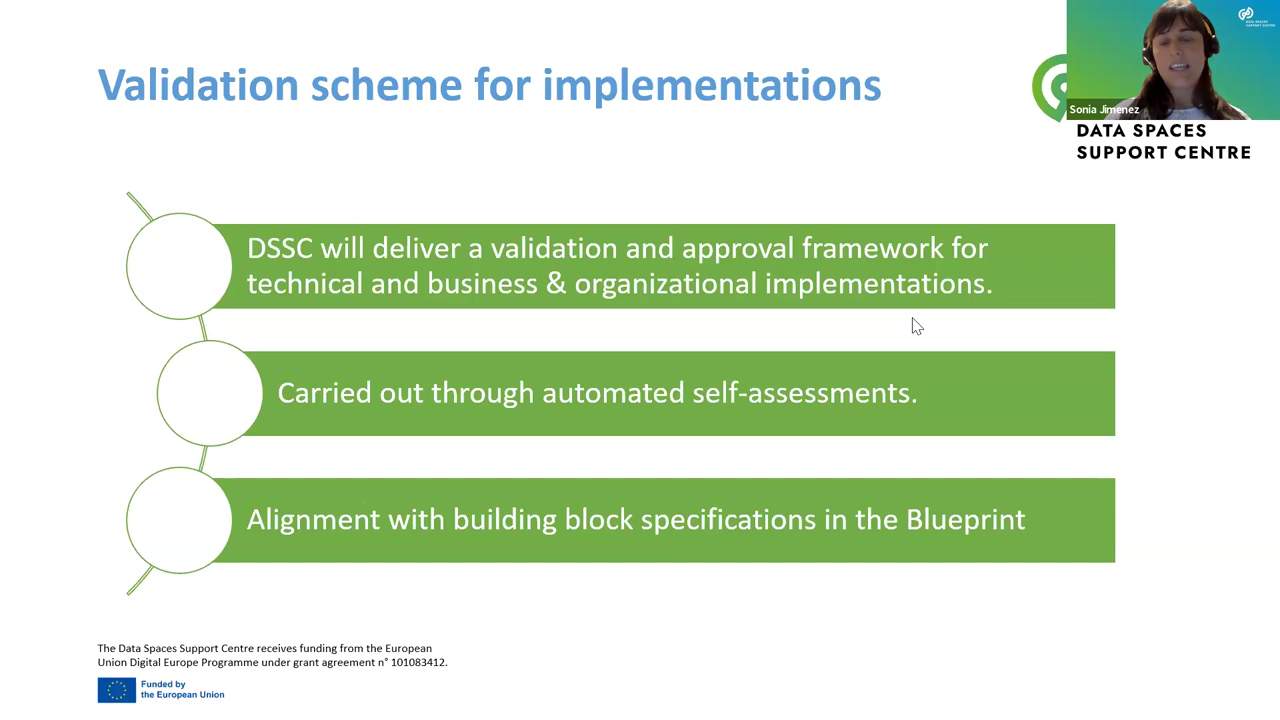 Validation scheme for implementations
Sonia Jimenez
DATA SPACES
SUPPORT CENTRE
DSSC will deliver a validation and approval framework for
technical and business & organizational implementations.
Carried out through automated self-assessments.
Alignment with building block specifications in the Blueprint
The Data Spaces Support Centre receives funding from the European
Union Digital Europe Programme under grant agreement n° 101083412.
Funded by
the European Union